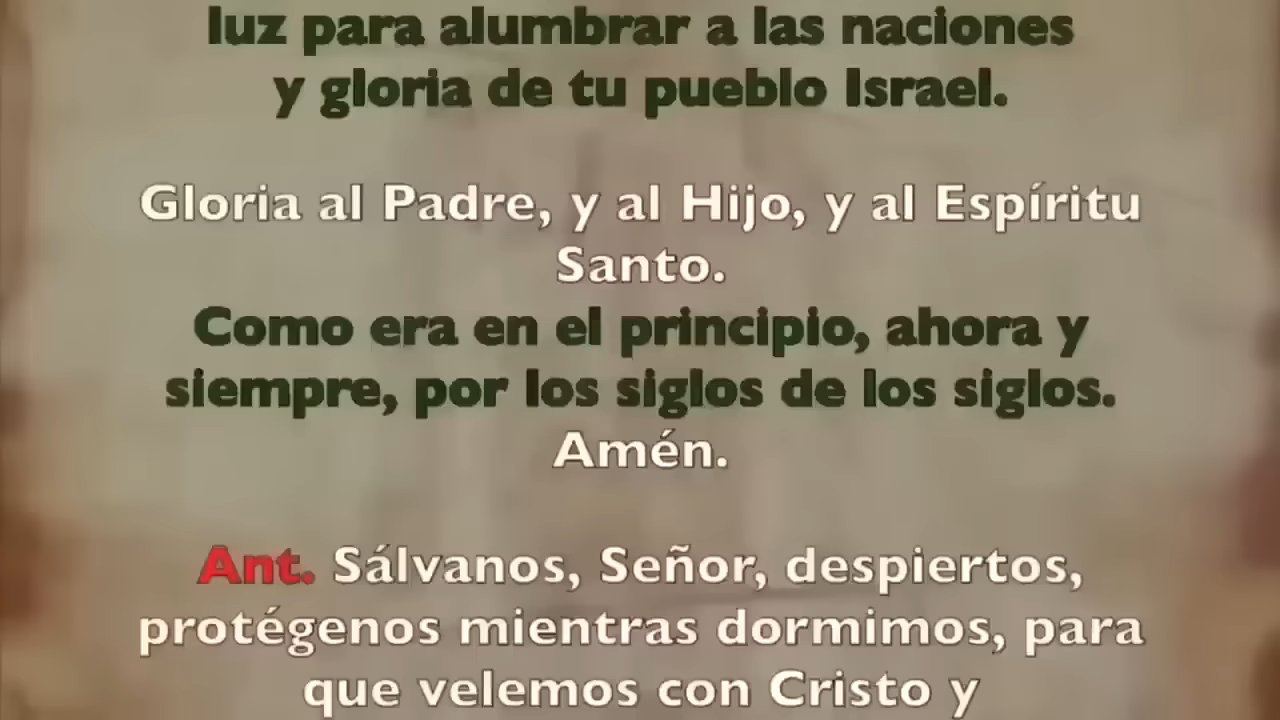 luz para alumbrar a las naciones
y gloria de tu pueblo Israel.
Gloria al Padre, y al Hijo, y al Espíritu
Santo.
Como era en el principio, ahora y
siempre, por los siglos de los siglos.
Amén.
Ant. Sálvanos, Señor, despiertos,
protégenos mientras dormimos, para
que velemos con Cristo y